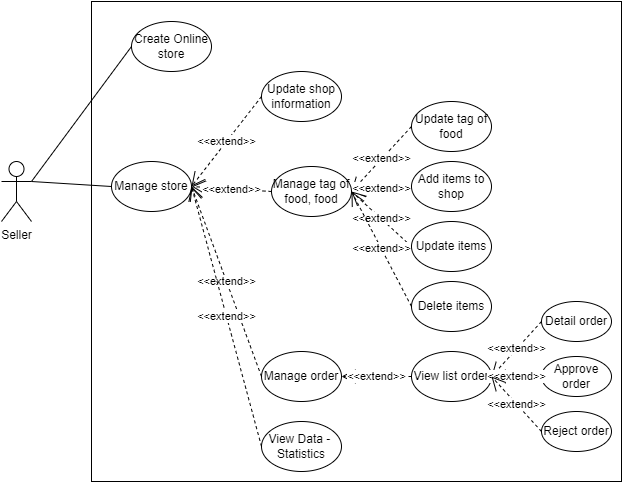 Create Online
store
Update shop
information
Update tag of
food
<<extend>>
<<extend>>
Manage store
<<extend>>
Manage tag of
food, food
<<extend>>
Add items to
shop
<<extend>>
Seller
Update items
<<extend>>
<<extend>>
Delete items
<<extend>>
Detail order
<<extend>>
Manage order
<<extend>>
View list order
<<extend>>
Approve
order
<<extend>>
View Data -
Statistics
Reject order